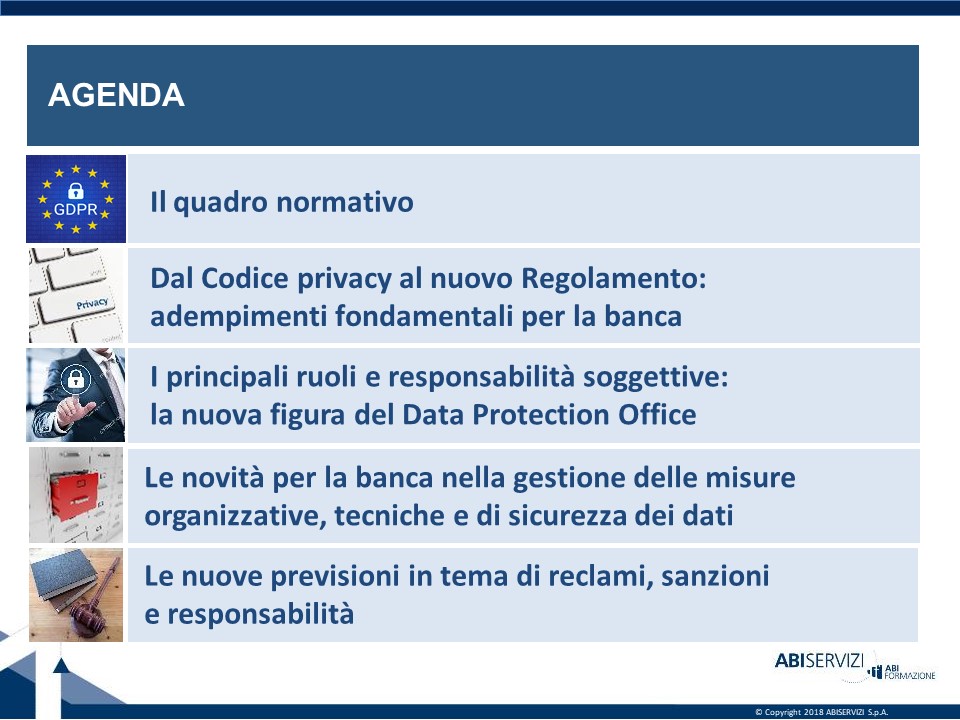 AGENDA
GDPR
Il quadro normativo
Privacy
Dal Codice privacy al nuovo Regolamento:
adempimenti fondamentali per la banca
I principali ruoli e responsabilità soggettive:
la nuova figura del Data Protection Office
Le novità per la banca nella gestione delle misure
organizzative, tecniche e di sicurezza dei dati
Le nuove previsioni in tema di reclami, sanzioni
e responsabilità
ABISERVIZI
ABI
FORMAZIONE
© Copyright 2018 ABISERVIZI S.p.A.